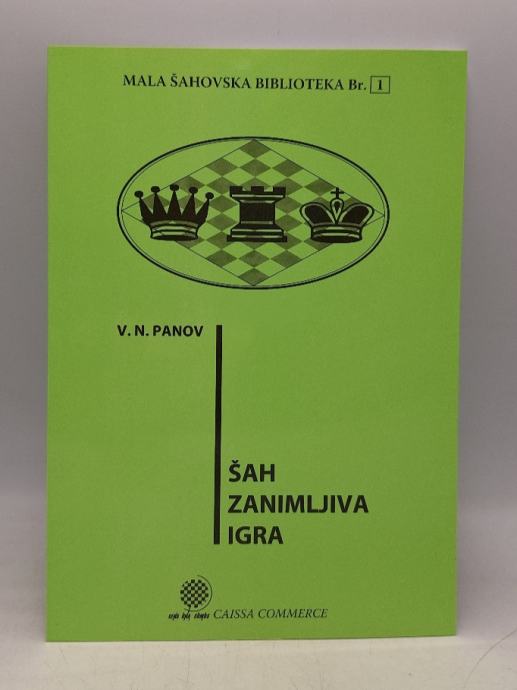 MALA ŠAHOVSKA BIBLIOTEKA Br. 1
V. N. PANOV
ŠAH
ZANIMLJIVA
IGRA
CAISSA COMMERCE